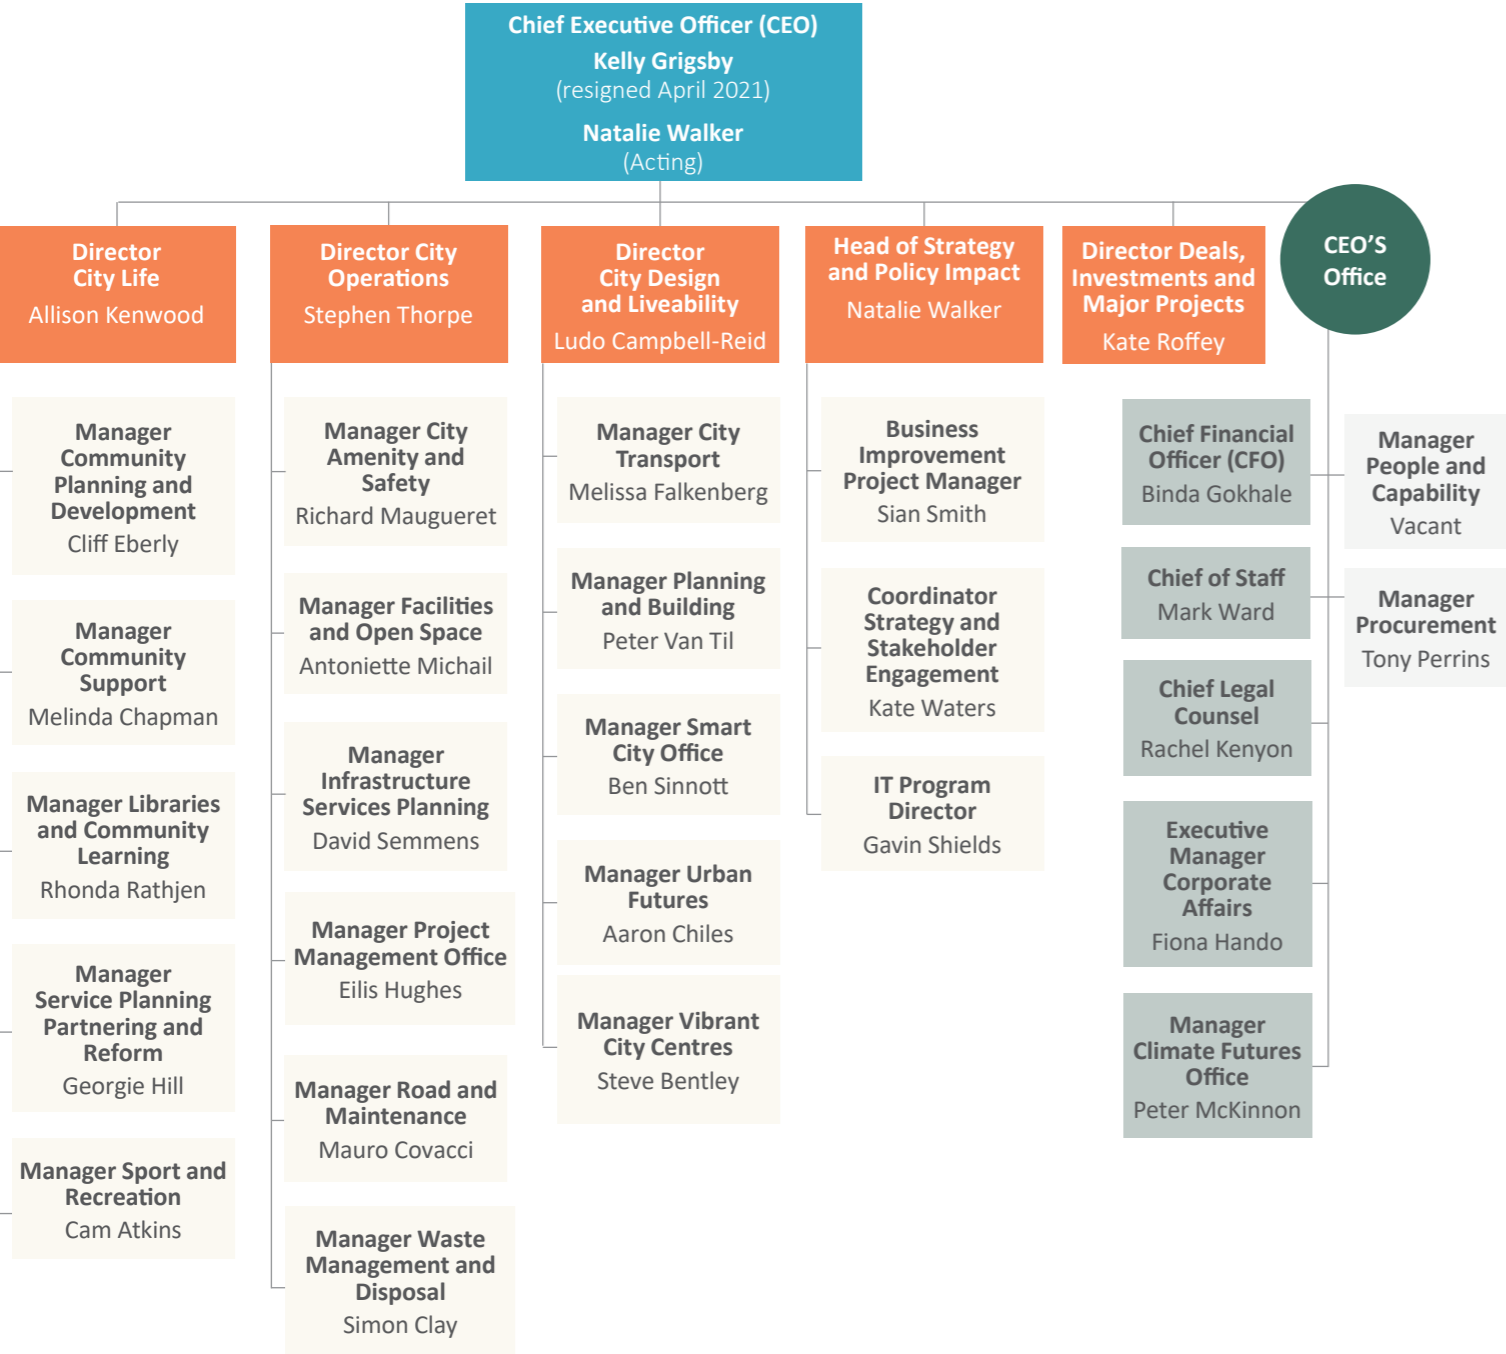 Chief Executive Officer (CEO)
Kelly Grigsby
(resigned April 2021)
Natalie Walker
(Acting)
Director
City Life
Allison Kenwood
Director City
Operations
Stephen Thorpe
Director
City Design
and Liveability
Ludo Campbell-Reid
Head of Strategy
and Policy Impact
Natalie Walker
Director Deals,
Investments and
Major Projects
Kate Roffey
CEO'S
Office
Manager
Community
Planning and
Development
Cliff Eberly
Manager
Community
Support
Melinda Chapman
Manager Libraries
and Community
Learning
Rhonda Rathjen
Manager
Service Planning
Partnering and
Reform
Georgie Hill
Manager Sport and
Recreation
Cam Atkins
Manager City
Amenity and
Safety
Richard Maugueret
Manager Facilities
and Open Space
Antoniette Michail
Manager
Infrastructure
Services Planning
David Semmens
Manager Project
Management Office
Eilis Hughes
Manager Road and
Maintenance
Mauro Covacci
Manager Waste
Management and
Disposal
Simon Clay
Manager City
Transport
Melissa Falkenberg
Manager Planning
and Building
Peter Van Til
Manager Smart
City Office
Ben Sinnott
Manager Urban
Futures
Aaron Chiles
Manager Vibrant
City Centres
Steve Bentley
Business
Improvement
Project Manager
Sian Smith
Coordinator
Strategy and
Stakeholder
Engagement
Kate Waters
IT Program
Director
Gavin Shields
Chief Financial
Officer (CFO)
Binda Gokhale
Chief of Staff
Mark Ward
Chief Legal
Counsel
Rachel Kenyon
Executive
Manager
Corporate
Affairs
Fiona Hando
Manager
Climate Futures
Office
Peter McKinnon
Manager
People and
Capability
Vacant
Manager
Procurement
Tony Perrins